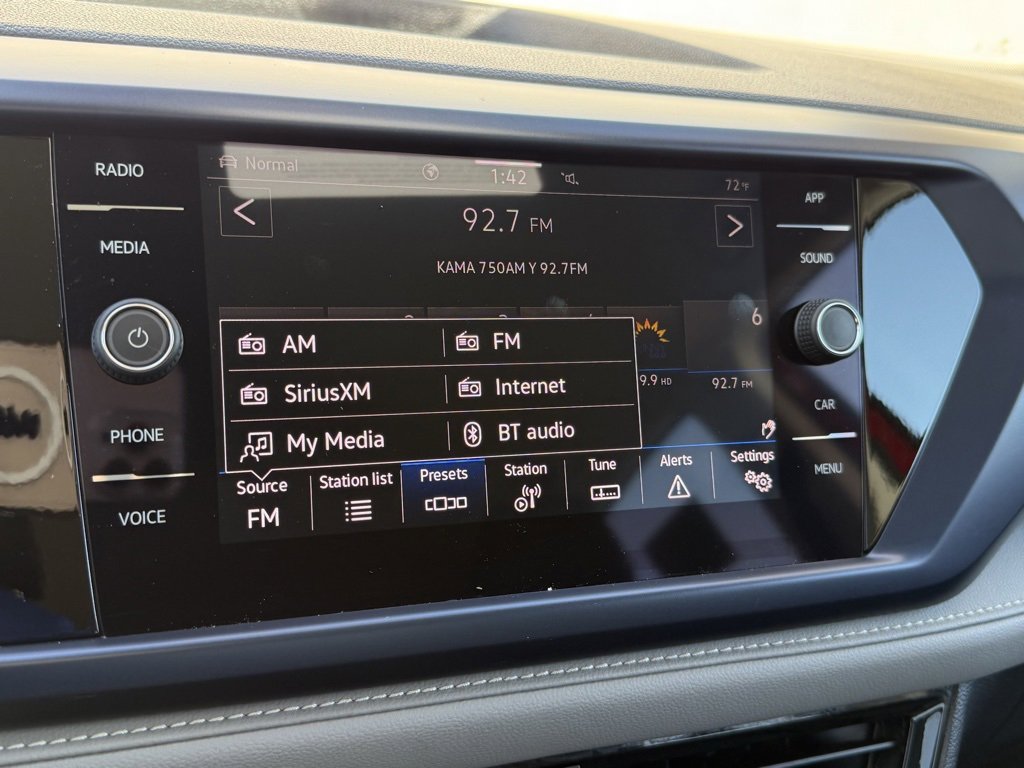 RADIO
MEDIA
PHONE
VOICE
Normal
1:42
72°F
92.7 FM
KAMA 750AM Y 92.7FM
6
9.9 HD
92.7 FM
AM
FM
SiriusXM
Internet
My Media
BT audio
Source
FM
Station list
Presets
Station
Tune
Alerts
Settings
APP
SOUND
CAR
MENU